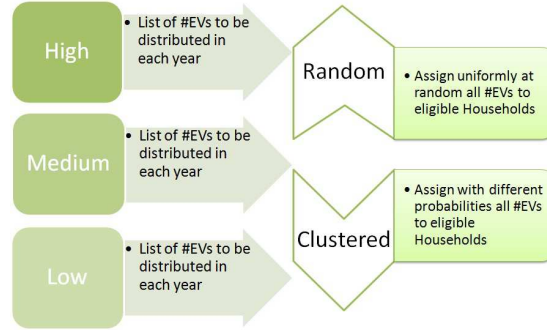 High
• List of #EVs to be
distributed in
each year
Medium
• List of #EVs to be
distributed in
each year
Low
• List of #EVs to be
distributed in
each year
Random
• Assign uniformly at
random all #EVs to
eligible Households
Clustered
• Assign with different
probabilities all #EVs
to eligible
Households